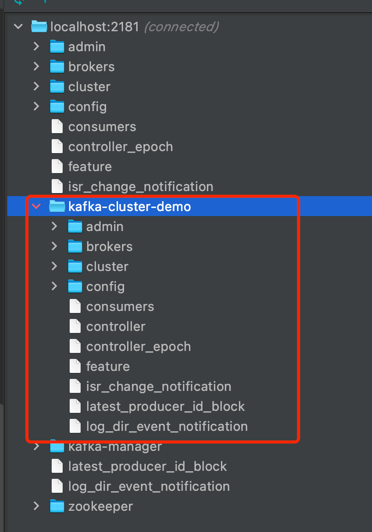 localhost:2181 (connected)
admin
brokers
cluster
config
consumers
controller_epoch
feature
isr_change_notification
kafka-cluster-demo
admin
brokers
cluster
config
consumers
controller
controller_epoch
feature
isr_change_notification
latest_producer_id_block
log_dir_event_notification
kafka-manager
latest_producer_id_block
log_dir_event_notification
zookeeper